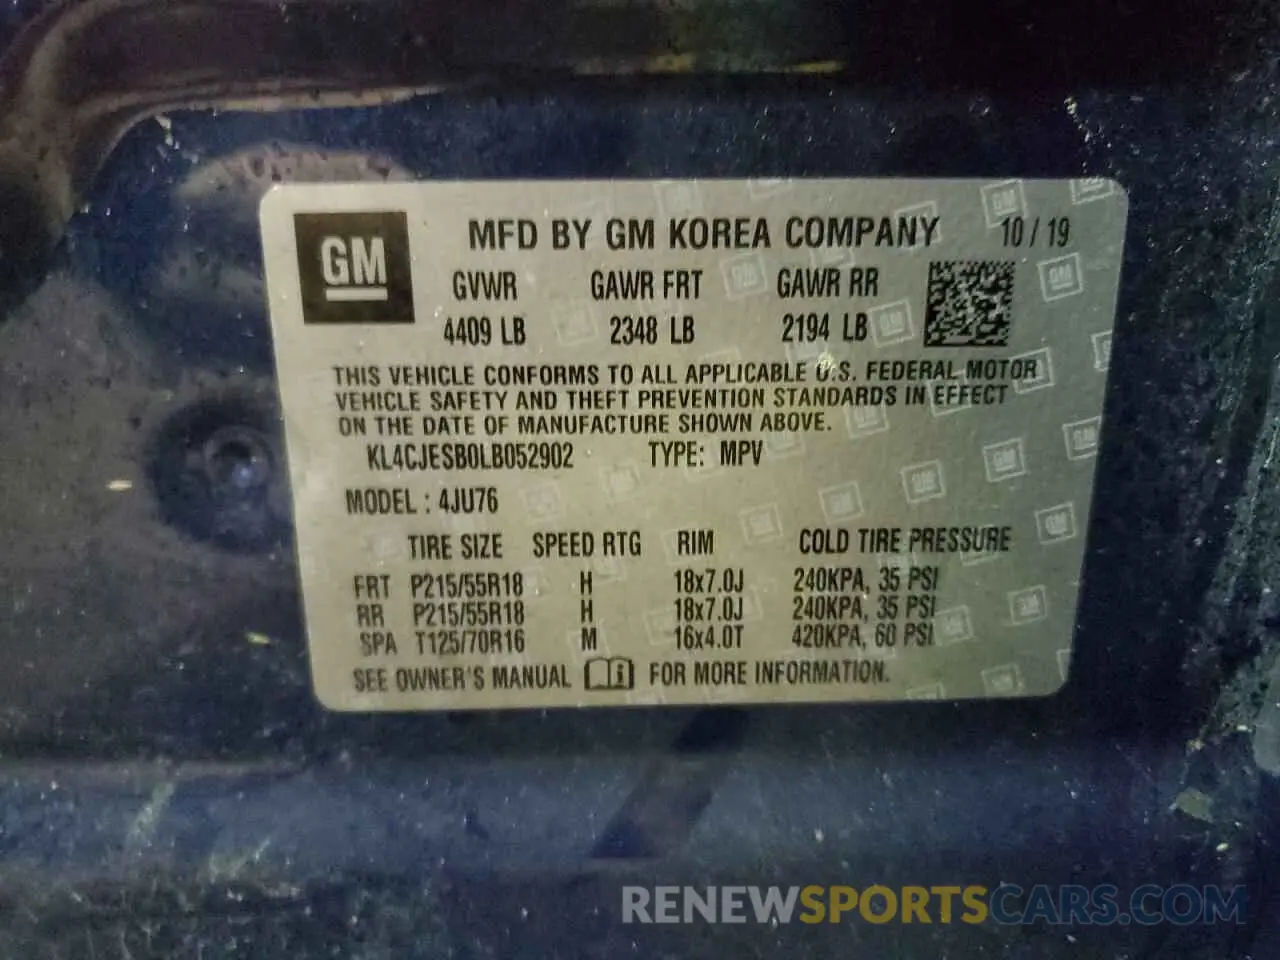 GM
MFD BY GM KOREA COMPANY 10 / 19
GVWR GAWR FRT GAWR RR
4409 LB 2348 LB 2194 LB
THIS VEHICLE CONFORMS TO ALL APPLICABLE U.S. FEDERAL MOTOR
VEHICLE SAFETY AND THEFT PREVENTION STANDARDS IN EFFECT
ON THE DATE OF MANUFACTURE SHOWN ABOVE.
KL4CJESB0LB052902 TYPE: MPV
MODEL : 4JU76
TIRE SIZE SPEED RTG RIM COLD TIRE PRESSURE
FRT P215/55R18 H 18x7.0J 240KPA, 35 PSI
RR P215/55R18 H 18x7.0J 240KPA, 35 PSI
SPA T125/70R16 M 16x4.0T 420KPA, 60 PSI
SEE OWNER'S MANUAL FOR MORE INFORMATION.
RENEWSPORTSCARS.COM